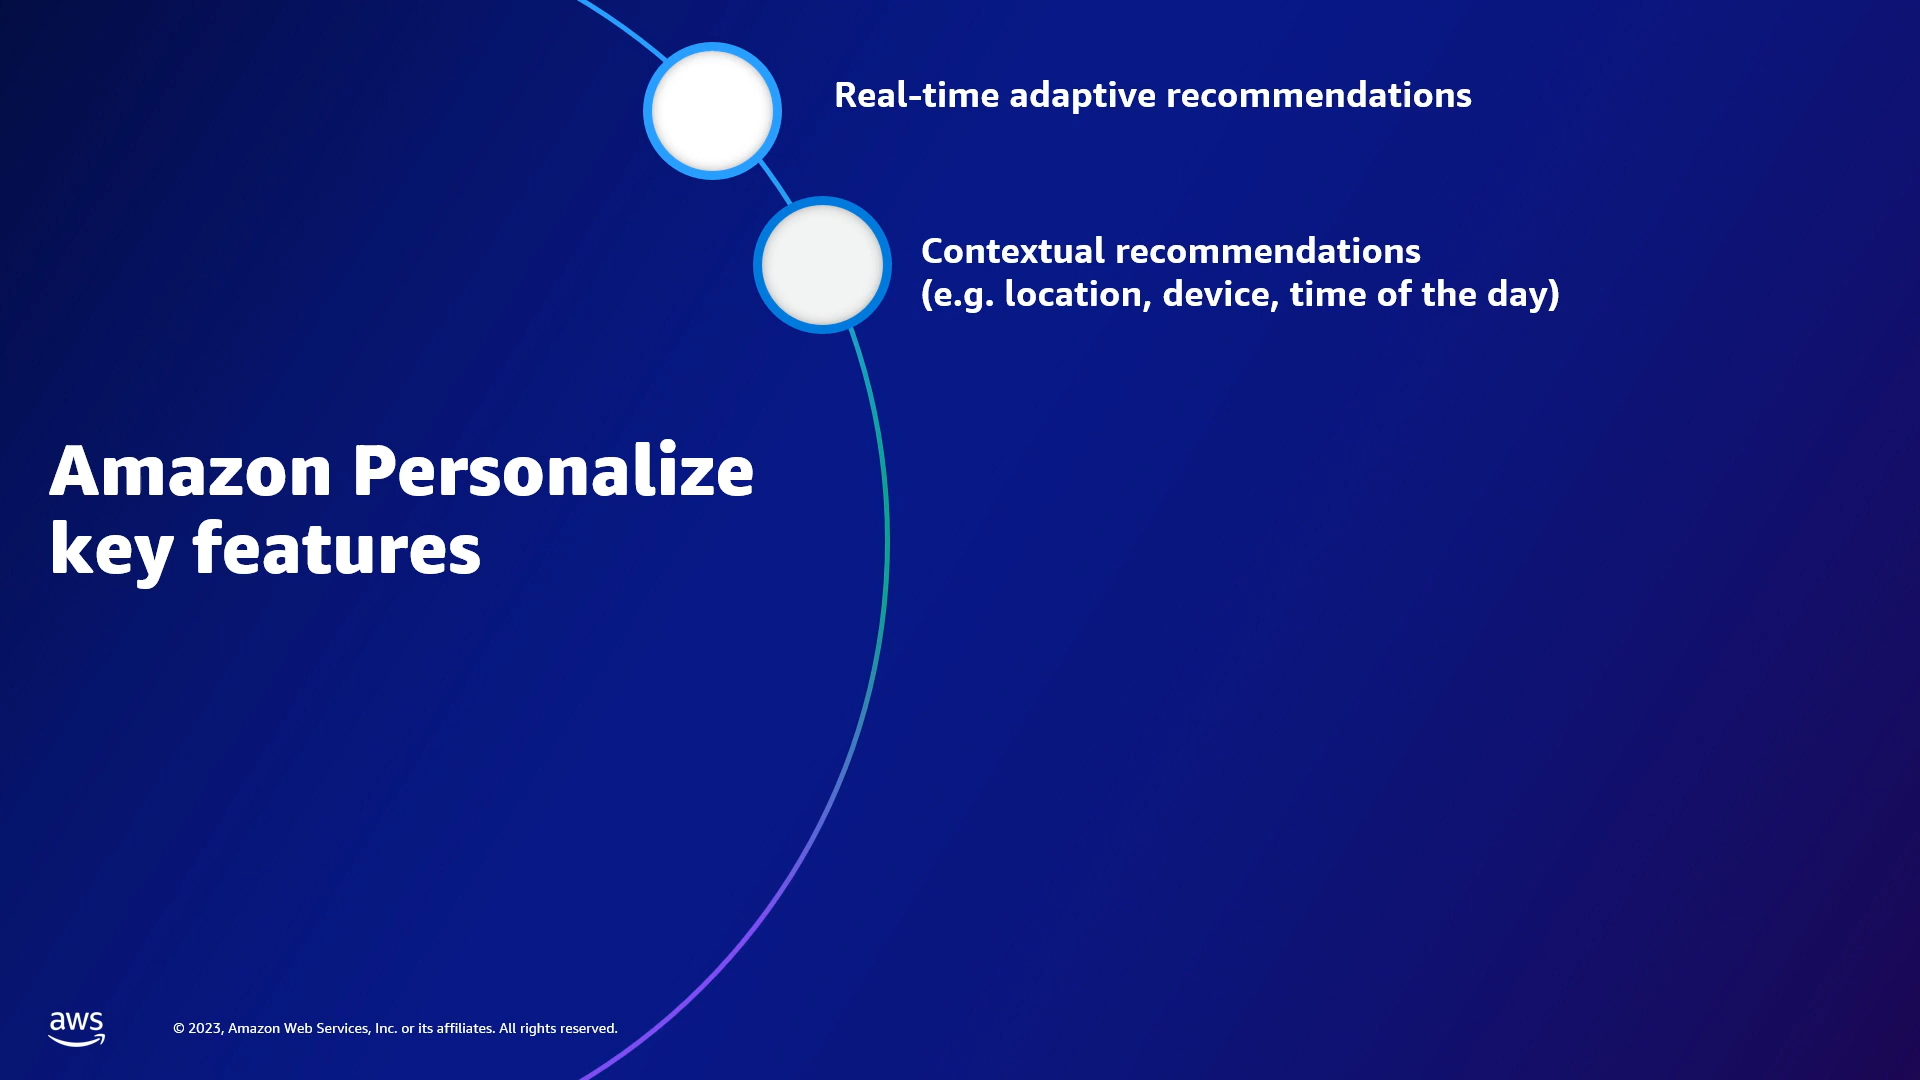 Real-time adaptive recommendations
Contextual recommendations
(e.g. location, device, time of the day)
Amazon Personalize
key features
aws
© 2023, Amazon Web Services, Inc. or its affiliates. All rights reserved.